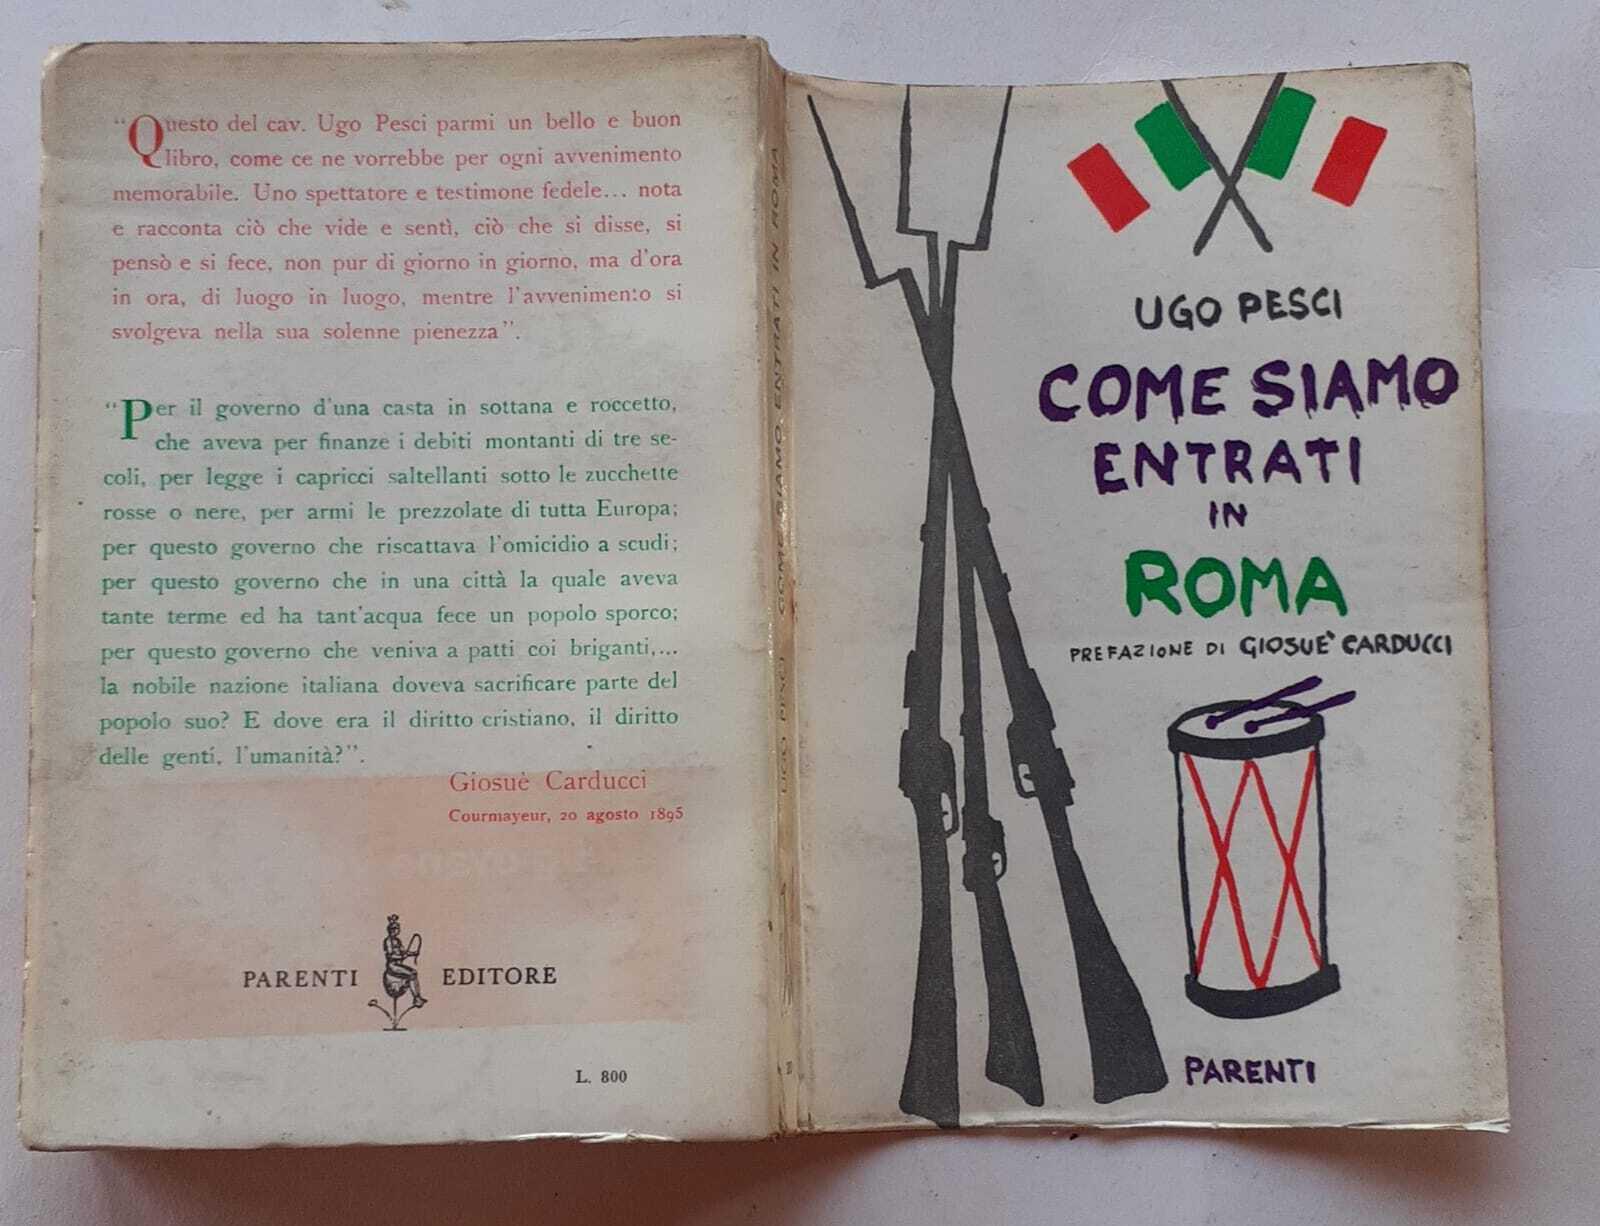 "Questo del cav. Ugo Pesci parmi un bello e buon
libro, come ce ne vorrebbe per ogni avvenimento
memorabile. Uno spettatore e testimone fedele... nota
e racconta ciò che vide e sentì, ciò che si disse, si
pensò e si fece, non pur di giorno in giorno, ma d'ora
in ora, di luogo in luogo, mentre l'avvenimento si
svolgeva nella sua solenne pienezza".
"Per il governo d'una casta in sottana e roccetto,
che aveva per finanze i debiti montanti di tre se-
coli, per legge i capricci saltellanti sotto le zucchette
rosse o nere, per armi le prezzolate di tutta Europa;
per questo governo che riscattava l'omicidio a scudi;
per questo governo che in una città la quale aveva
tante terme ed ha tant'acqua fece un popolo sporco;
per questo governo che veniva a patti coi briganti,...
la nobile nazione italiana doveva sacrificare parte del
popolo suo? E dove era il diritto cristiano, il diritto
delle genti, l'umanità?".
Giosuè Carducci
Courmayeur, 20 agosto 1895
PARENTI EDITORE
L. 800
UGO PESCI COME SIAMO ENTRATI IN ROMA
UGO PESCI
COME SIAMO
ENTRATI
IN
ROMA
PREFAZIONE DI GIOSUE' CARDUCCI
PARENTI